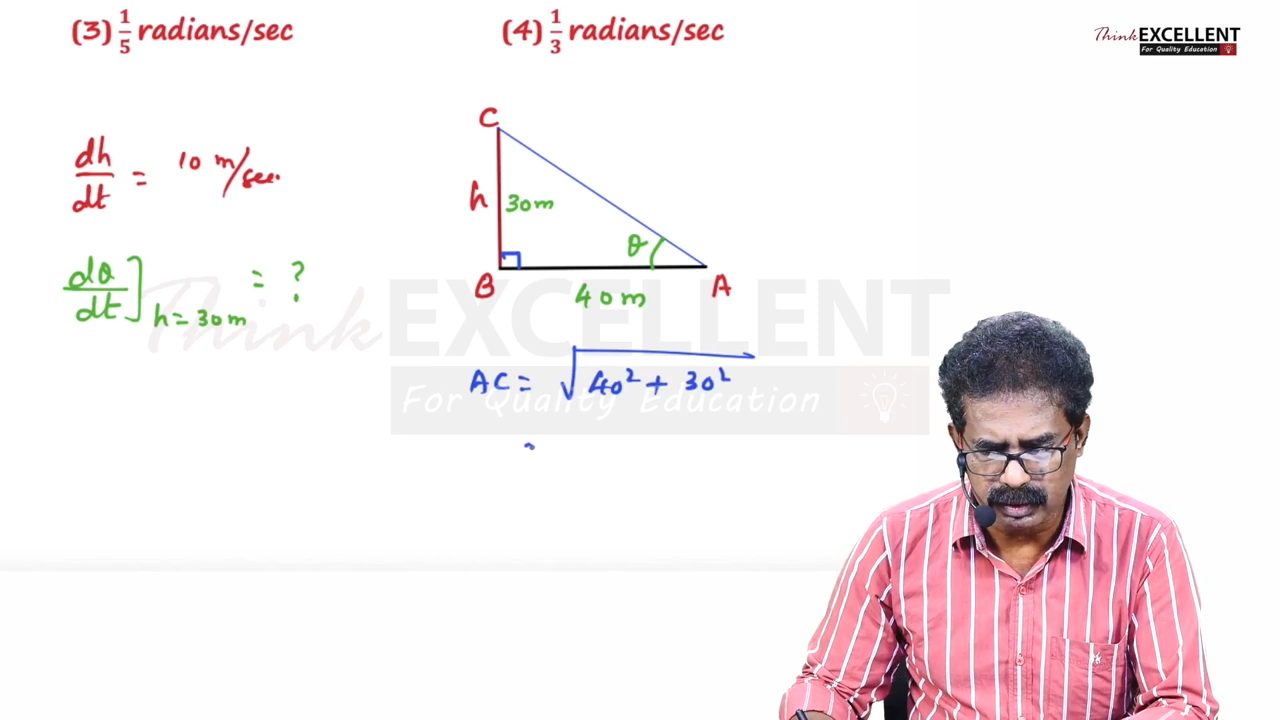 (3) 1/5 radians/sec (4) 1/3 radians/sec
Think EXCELLENT
For Quality Education
C
dh/dt = 10 m/sec.
h 30m
θ
B A
40m
dθ/dt]h=30m = ?
Think EXCELLENT
For Quality Education
AC = √40² + 30²
=